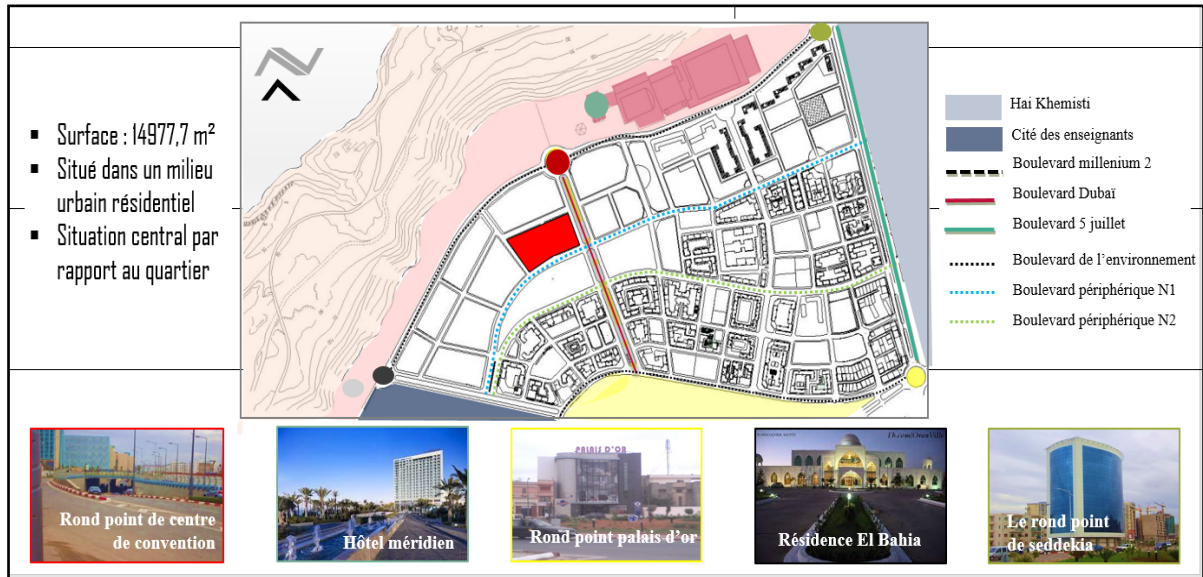 Surface : 14977,7 m²
Situé dans un milieu
urbain résidentiel
Situation central par
rapport au quartier
Hai Khemisti
Cité des enseignants
Boulevard millenium 2
Boulevard Dubaï
Boulevard 5 juillet
Boulevard de l'environnement
Boulevard périphérique N1
Boulevard périphérique N2
Rond point de centre
de convention
Hôtel méridien
PALAIS D'OR
Rond point palais d'or
Fb.com/OranVille
Résidence El Bahia
Le rond point
de seddekia